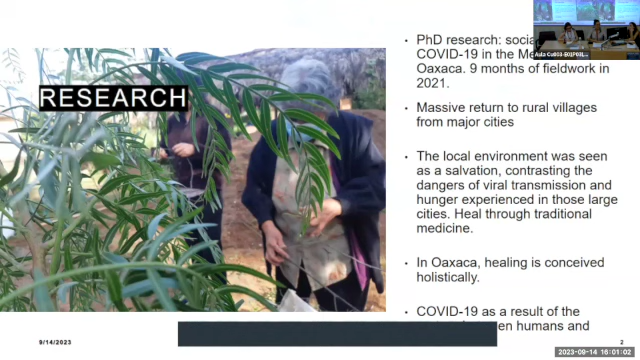 RESEARCH
• PhD research: socia
COVID-19 in the Me
Oaxaca. 9 months of fieldwork in
2021.
• Massive return to rural villages
from major cities
• The local environment was seen
as a salvation, contrasting the
dangers of viral transmission and
hunger experienced in those large
cities. Heal through traditional
medicine.
• In Oaxaca, healing is conceived
holistically.
• COVID-19 as a result of the
en humans and
9/14/2023
2
2023-09-14 16:01:02